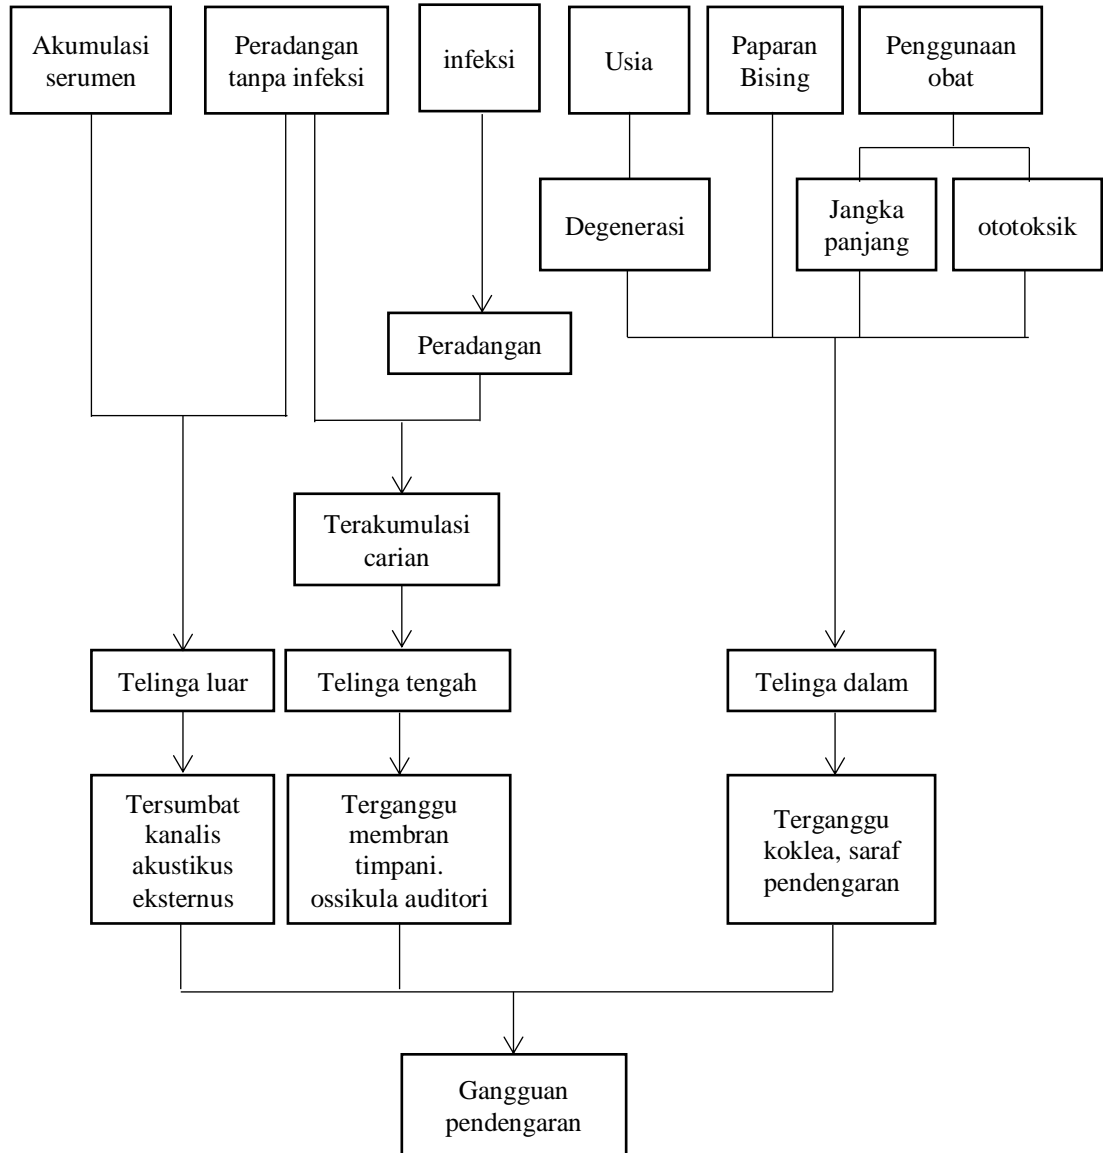 Akumulasi
serumen
Peradangan
tanpa infeksi
infeksi
Usia
Paparan
Bising
Penggunaan
obat
Degenerasi
Jangka
panjang
ototoksik
Peradangan
Terakumulasi
carian
Telinga luar
Telinga tengah
Telinga dalam
Tersumbat
kanalis
akustikus
eksternus
Terganggu
membran
timpani.
ossikula auditori
Terganggu
koklea, saraf
pendengaran
Gangguan
pendengaran